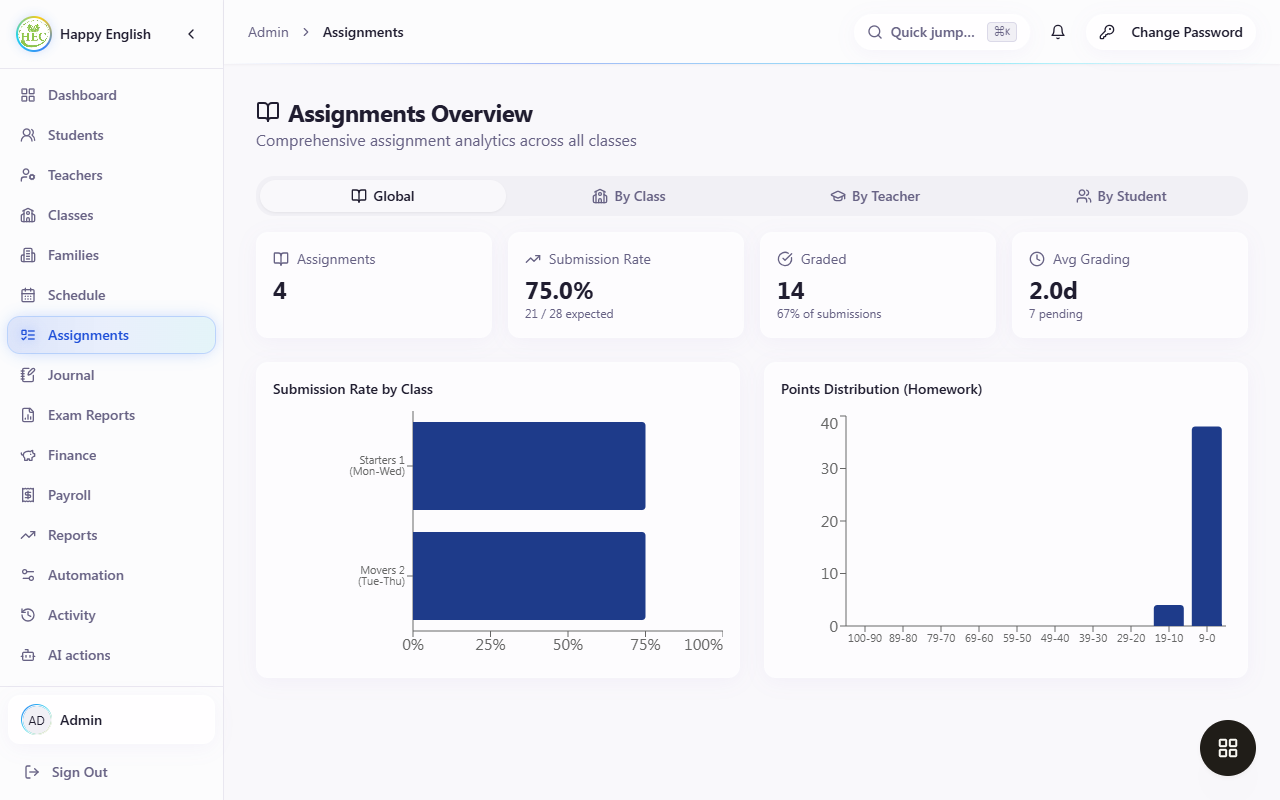 HEC
Happy English
Admin
Assignments
Quick jump...
⌘K
Change Password
Dashboard
Students
Teachers
Classes
Families
Schedule
Assignments
Journal
Exam Reports
Finance
Payroll
Reports
Automation
Activity
AI actions
AD
Admin
Sign Out
Assignments Overview
Comprehensive assignment analytics across all classes
Global
By Class
By Teacher
By Student
Assignments
4
Submission Rate
75.0%
21 / 28 expected
Graded
14
67% of submissions
Avg Grading
2.0d
7 pending
Submission Rate by Class
Starters 1
(Mon-Wed)
Movers 2
(Tue-Thu)
0% 25% 50% 75% 100%
Points Distribution (Homework)
40
30
20
10
0
100-90 89-80 79-70 69-60 59-50 49-40 39-30 29-20 19-10 9-0